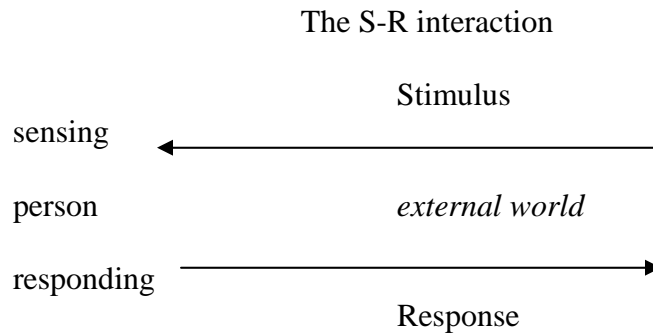 The S-R interaction
Stimulus
sensing
person
external world
responding
Response